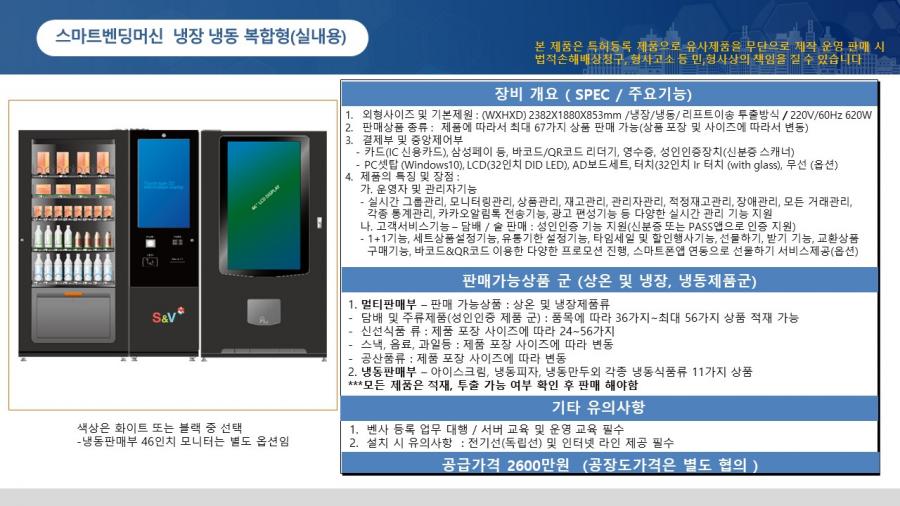 스마트벤딩머신 냉장 냉동 복합형(실내용)
본 제품은 특허등록 제품으로 유사제품을 무단으로 제작 운영 판매 시
법적손해배상청구, 형사고소 등 민,형사상의 책임을 질 수 있습니다
장비 개요 ( SPEC / 주요기능)
1. 외형사이즈 및 기본제원 : (WXHXD) 2382X1880X853mm /냉장/냉동/ 리프트이송 투출방식 / 220V/60Hz 620W
2. 판매상품 종류 : 제품에 따라서 최대 67가지 상품 판매 가능(상품 포장 및 사이즈에 따라서 변동)
3. 결제부 및 중앙제어부
- 카드(IC 신용카드), 삼성페이 등, 바코드/QR코드 리더기, 영수증, 성인인증장치(신분증 스캐너)
- PC셋탑 (Windows10), LCD(32인치 DID LED), AD보드세트, 터치(32인치 Ir 터치 (with glass), 무선 (옵션)
4. 제품의 특징 및 장점 :
가. 운영자 및 관리자기능
- 실시간 그룹관리, 모니터링관리, 상품관리, 재고관리, 관리자관리, 적정재고관리, 장애관리, 모든 거래관리,
각종 통계관리, 카카오알림톡 전송기능, 광고 편성기능 등 다양한 실시간 관리 기능 지원
나. 고객서비스기능 – 담배 / 술 판매 : 성인인증 기능 지원(신분증 또는 PASS앱으로 인증 지원)
- 1+1기능, 세트상품설정기능, 유통기한 설정기능, 타임세일 및 할인행사기능, 선물하기, 받기 기능, 교환상품
구매기능, 바코드&QR코드 이용한 다양한 프로모션 진행, 스마트폰앱 연동으로 선물하기 서비스제공(옵션)
46" LCD DISPLAY
S&V
판매가능상품 군 (상온 및 냉장, 냉동제품군)
1. 멀티판매부 – 판매 가능상품 : 상온 및 냉장제품류
- 담배 및 주류제품(성인인증 제품 군) : 품목에 따라 36가지~최대 56가지 상품 적재 가능
- 신선식품 류 : 제품 포장 사이즈에 따라 24~56가지
- 스낵, 음료, 과일등 : 제품 포장 사이즈에 따라 변동
- 공산품류 : 제품 포장 사이즈에 따라 변동
2. 냉동판매부 – 아이스크림, 냉동피자, 냉동만두외 각종 냉동식품류 11가지 상품
***모든 제품은 적재, 투출 가능 여부 확인 후 판매 해야함
기타 유의사항
1. 벤사 등록 업무 대행 / 서버 교육 및 운영 교육 필수
2. 설치 시 유의사항 : 전기선(독립선) 및 인터넷 라인 제공 필수
공급가격 2600만원 (공장도가격은 별도 협의 )
색상은 화이트 또는 블랙 중 선택
-냉동판매부 46인치 모니터는 별도 옵션임